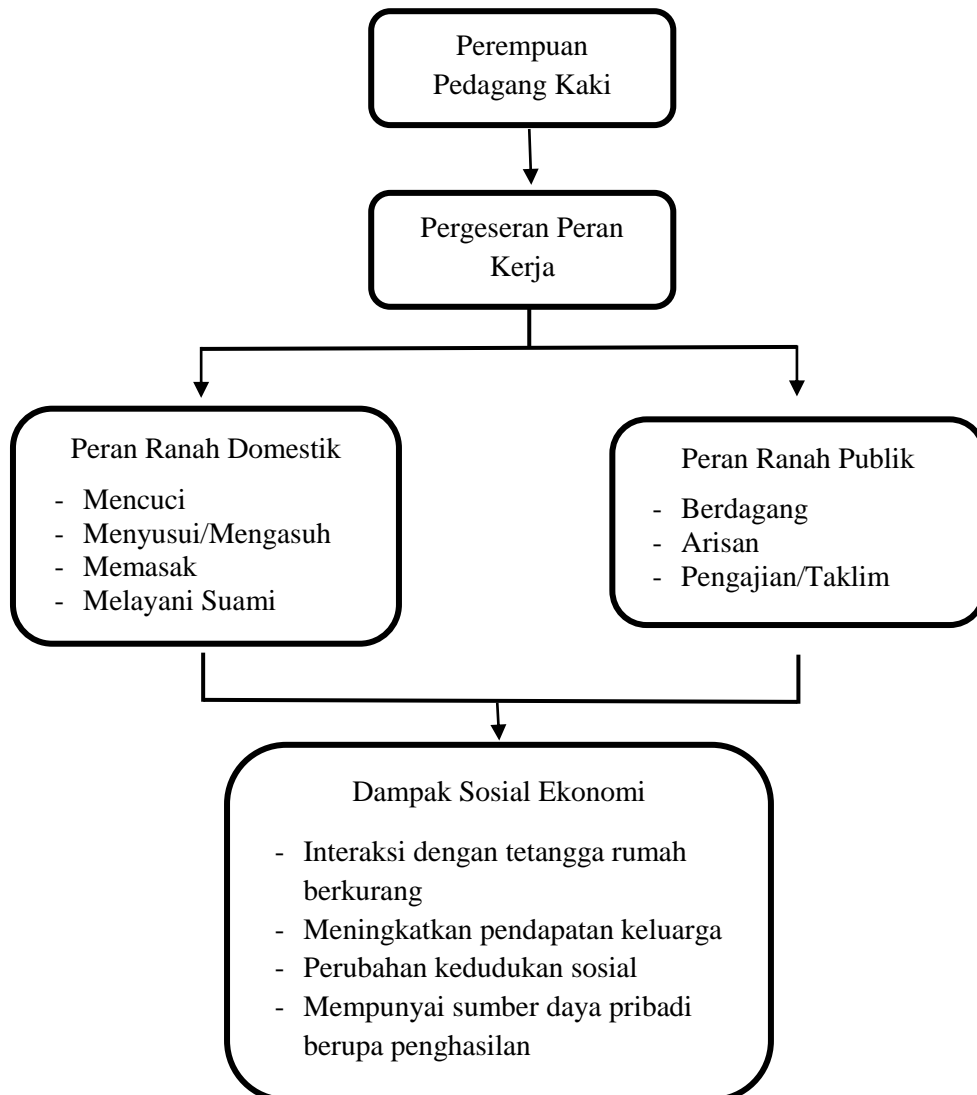 Perempuan
Pedagang Kaki
Pergeseran Peran
Kerja
Peran Ranah Domestik
- Mencuci
- Menyusui/Mengasuh
- Memasak
- Melayani Suami
Peran Ranah Publik
- Berdagang
- Arisan
- Pengajian/Taklim
Dampak Sosial Ekonomi
- Interaksi dengan tetangga rumah
berkurang
- Meningkatkan pendapatan keluarga
- Perubahan kedudukan sosial
- Mempunyai sumber daya pribadi
berupa penghasilan